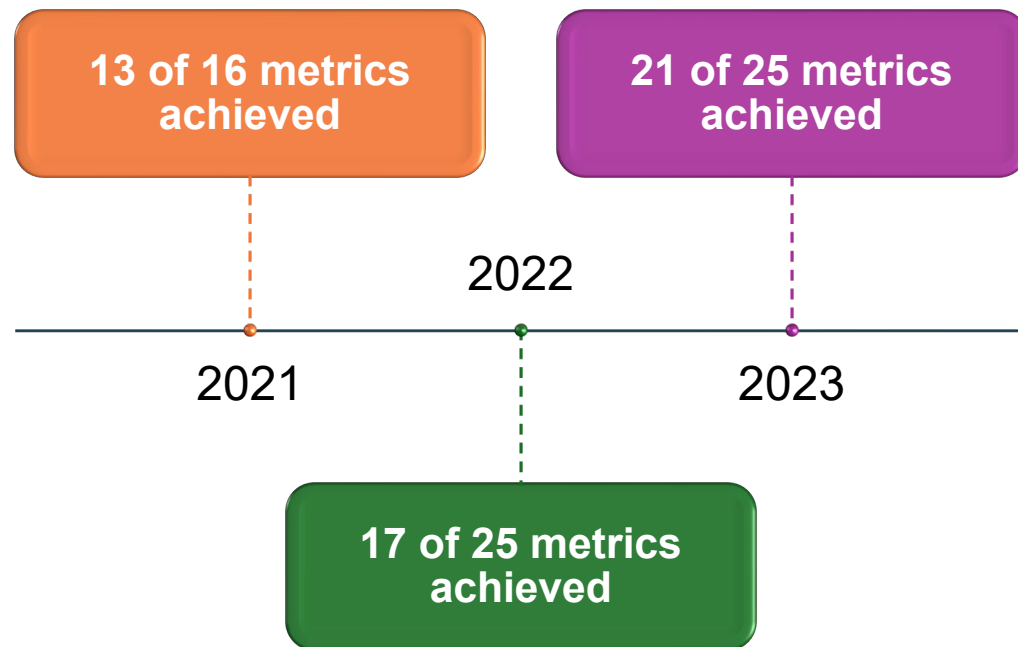 13 of 16 metrics
achieved
21 of 25 metrics
achieved
2022
2021
2023
17 of 25 metrics
achieved